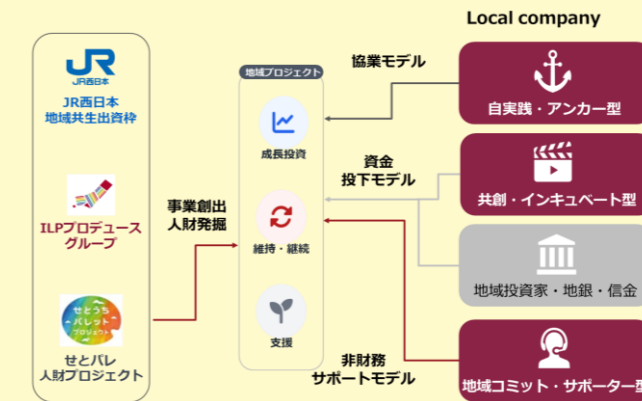 Local company
JR
JR西日本
JR西日本
地域共生出資枠
ILPプロデュース
グループ
せとうち
パレット
プロジェクト
せとパレ
人財プロジェクト
事業創出
人財発掘
地域プロジェクト
成長投資
維持・継続
支援
協業モデル
資金
投下モデル
非財務
サポートモデル
自実践・アンカー型
共創・インキュベート型
地域投資家・地銀・信金
地域コミット・サポーター型